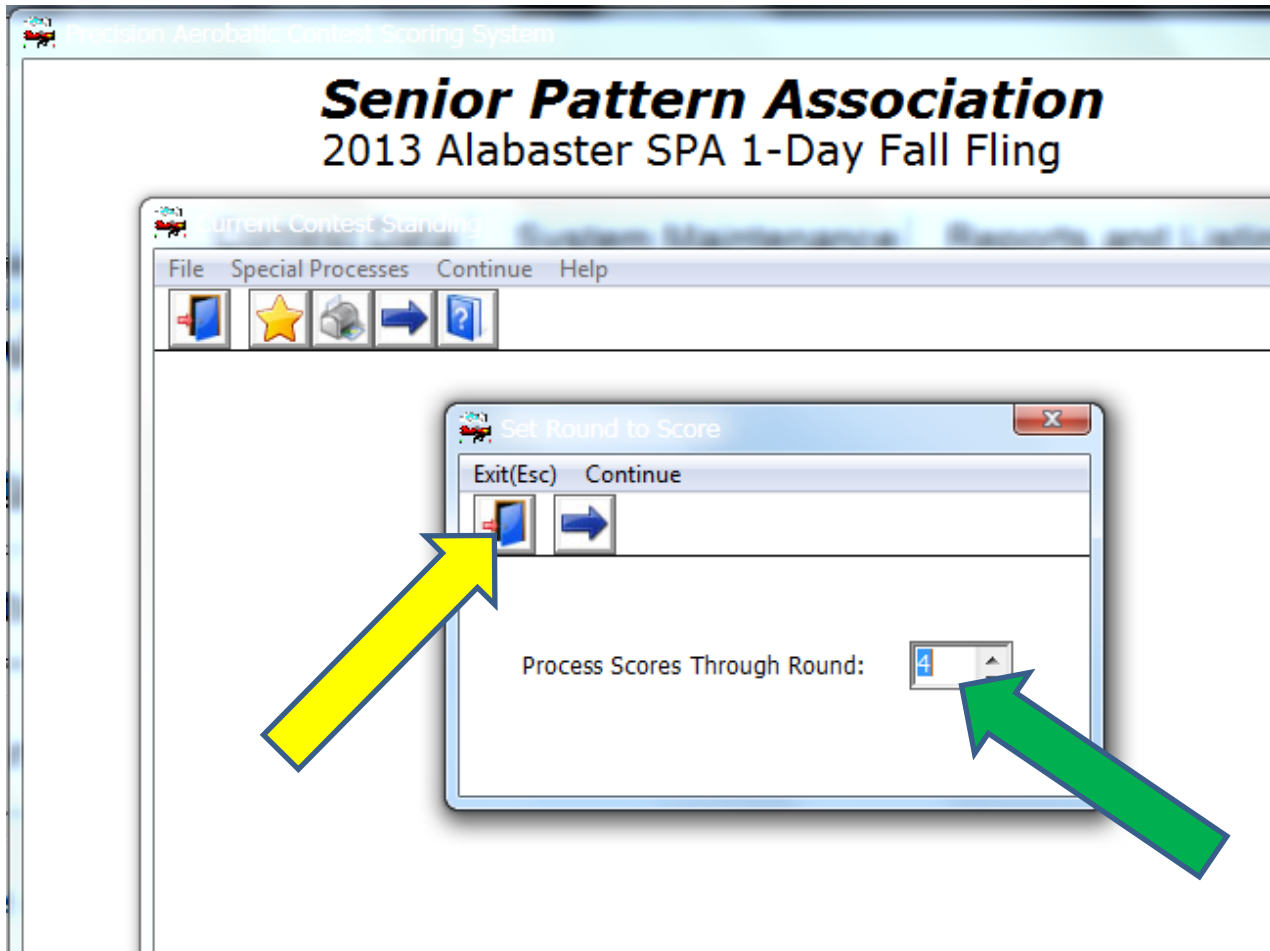 Precision Aerobatic Contest Scoring System
Senior Pattern Association
2013 Alabaster SPA 1-Day Fall Fling
Current Contest Standing
System Maintenance Reports and
File Special Processes Continue Help
Set Round to Score
Exit(Esc) Continue
Process Scores Through Round: 4